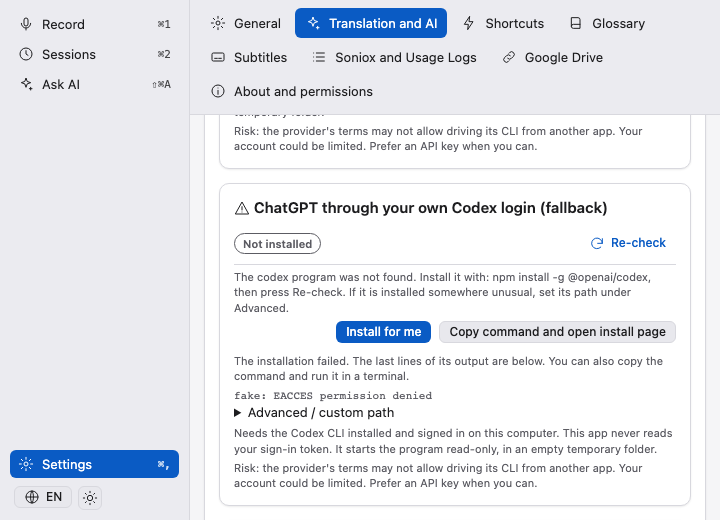 Record ⌘1
Sessions ⌘2
Ask AI ⇧⌘A
General Translation and AI Shortcuts Glossary
Subtitles Soniox and Usage Logs Google Drive
About and permissions
Risk: the provider's terms may not allow driving its CLI from another app. Your
account could be limited. Prefer an API key when you can.
ChatGPT through your own Codex login (fallback)
Not installed Re-check
The codex program was not found. Install it with: npm install -g @openai/codex,
then press Re-check. If it is installed somewhere unusual, set its path under
Advanced.
Install for me Copy command and open install page
The installation failed. The last lines of its output are below. You can also copy the
command and run it in a terminal.
fake: EACCES permission denied
Advanced / custom path
Needs the Codex CLI installed and signed in on this computer. This app never reads
your sign-in token. It starts the program read-only, in an empty temporary folder.
Risk: the provider's terms may not allow driving its CLI from another app. Your
account could be limited. Prefer an API key when you can.
Settings ⌘,
EN